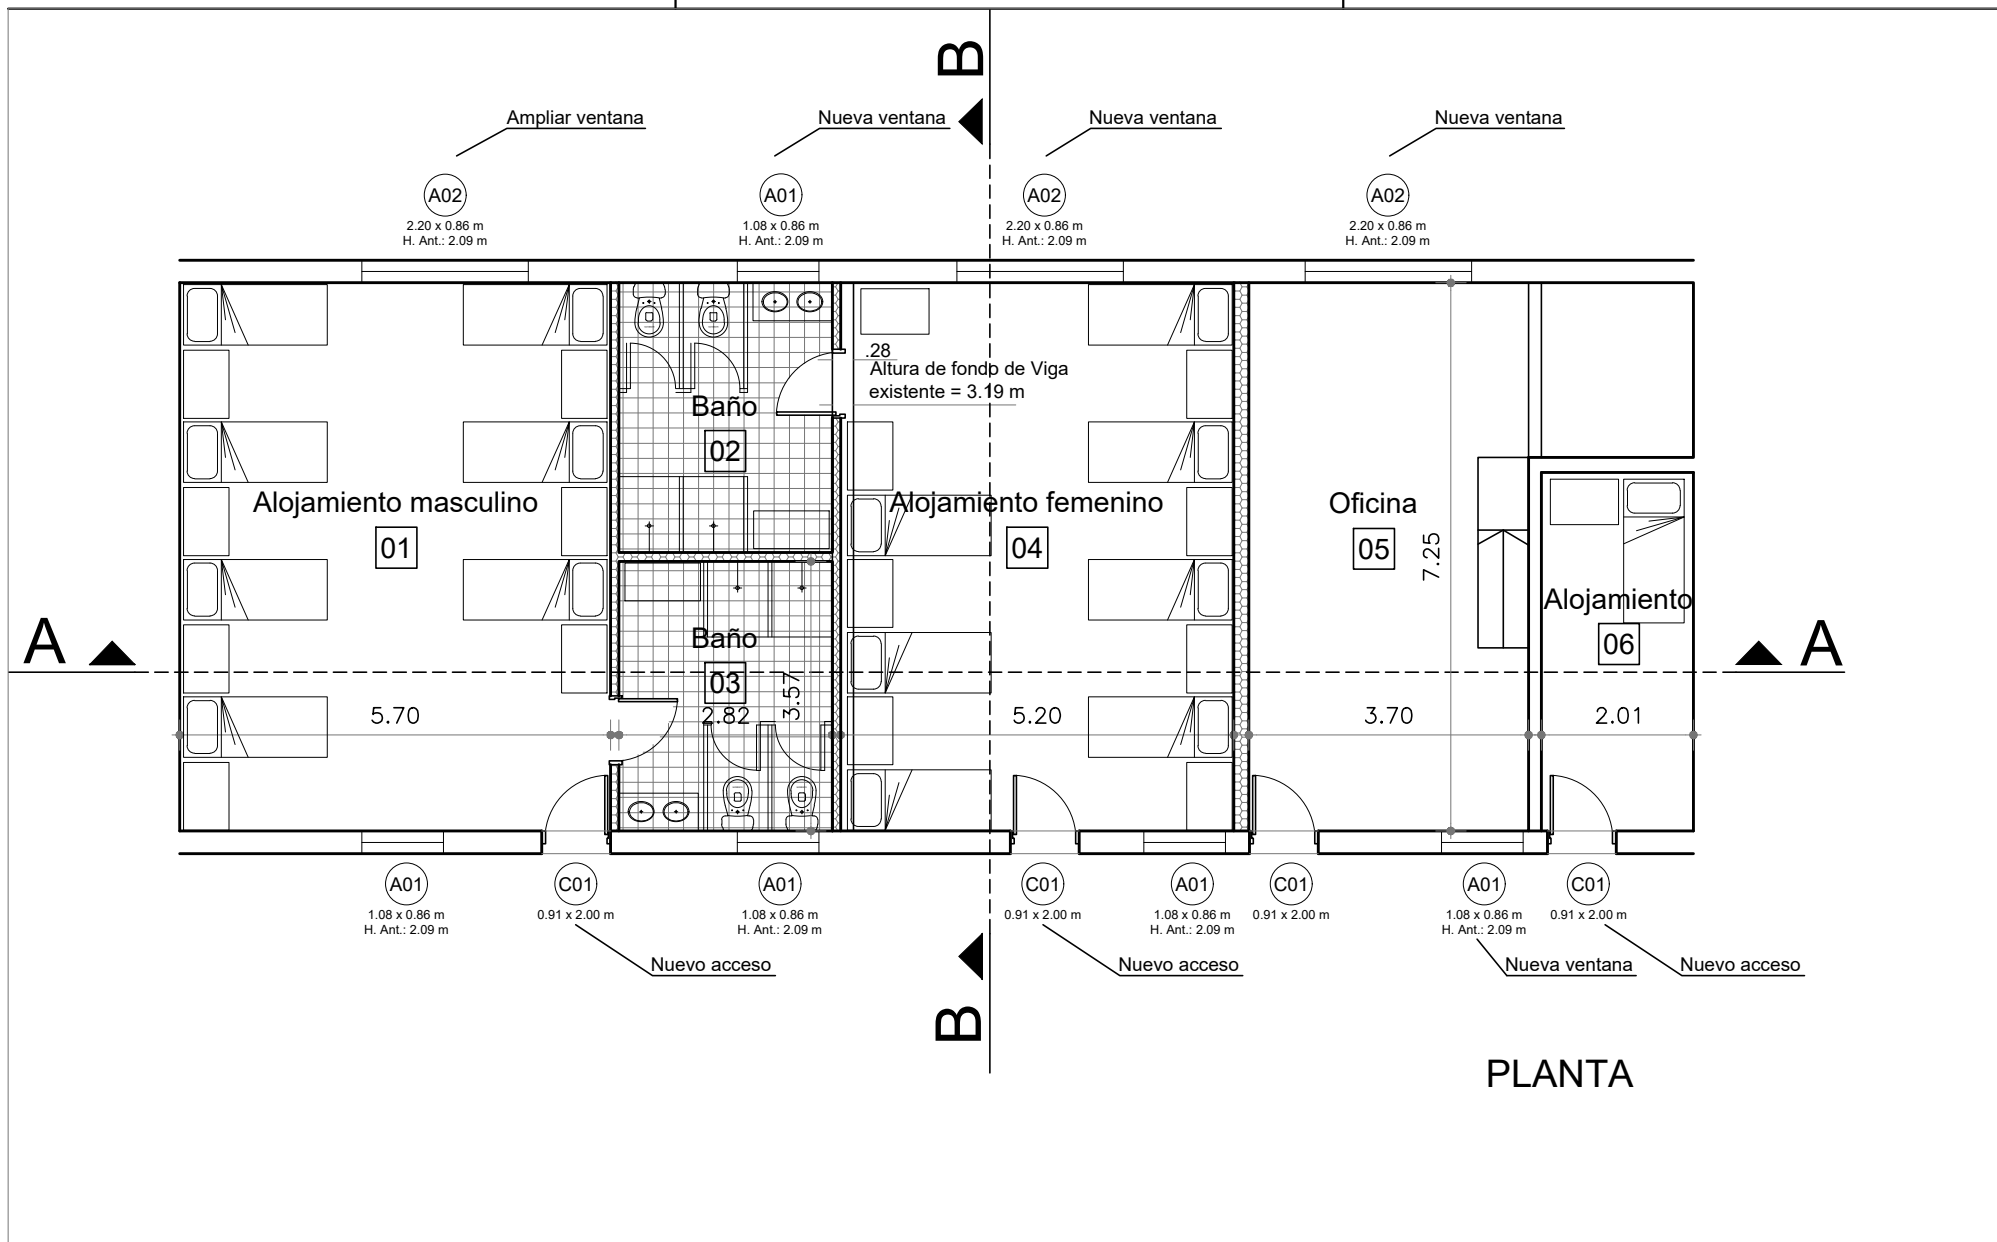 B
Ampliar ventana
Nueva ventana
Nueva ventana
Nueva ventana
A02
2.20 x 0.86 m
H. Ant.: 2.09 m
A01
1.08 x 0.86 m
H. Ant.: 2.09 m
A02
2.20 x 0.86 m
H. Ant.: 2.09 m
A02
2.20 x 0.86 m
H. Ant.: 2.09 m
.28
Altura de fondo de Viga
existente = 3.19 m
Baño
02
Alojamiento masculino
01
Alojamiento femenino
04
Oficina
05
7.25
Alojamiento
06
Baño
03
3.57
A
A
5.70
2.82
5.20
3.70
2.01
A01
1.08 x 0.86 m
H. Ant.: 2.09 m
C01
0.91 x 2.00 m
A01
1.08 x 0.86 m
H. Ant.: 2.09 m
C01
0.91 x 2.00 m
A01
1.08 x 0.86 m
H. Ant.: 2.09 m
C01
0.91 x 2.00 m
A01
1.08 x 0.86 m
H. Ant.: 2.09 m
C01
0.91 x 2.00 m
Nuevo acceso
Nuevo acceso
Nueva ventana
Nuevo acceso
B
PLANTA